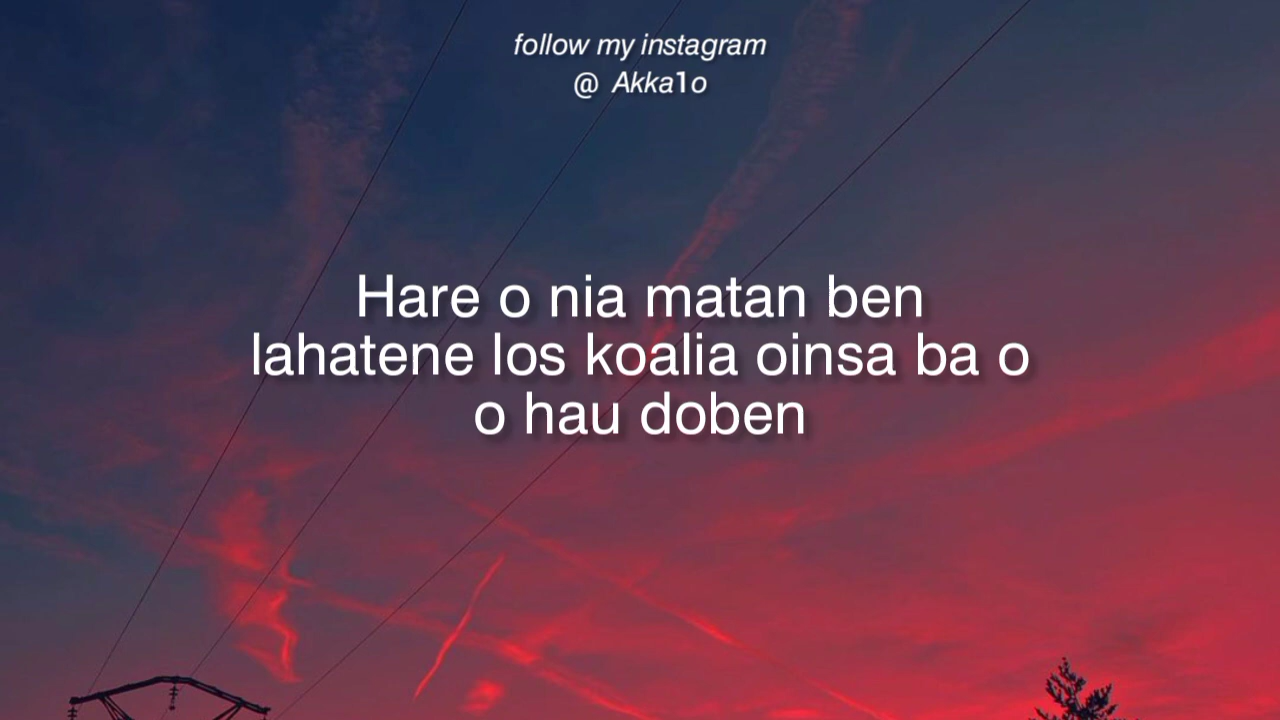 follow my instagram
@ Akka1o
Hare o nia matan ben
lahatene los koalia oinsa ba o
o hau doben